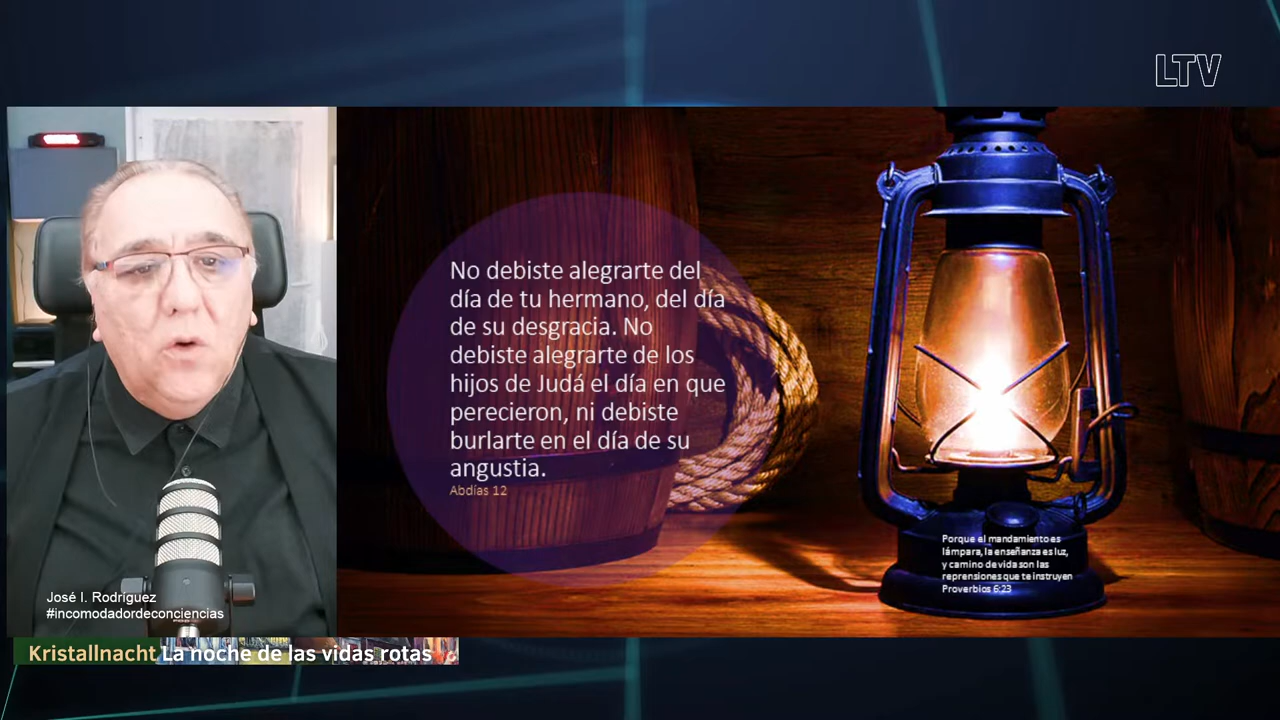 LTV
No debiste alegrarte del
día de tu hermano, del día
de su desgracia. No
debiste alegrarte de los
hijos de Judá el día en que
perecieron, ni debiste
burlarte en el día de su
angustia.
Abdías 12
Porque el mandamiento es
lámpara, la enseñanza es luz,
y camino de vida son las
reprensiones que te instruyen
Proverbios 6:23
José I. Rodríguez
#incomodadordeconciencias
Kristallnacht La noche de las vidas rotas